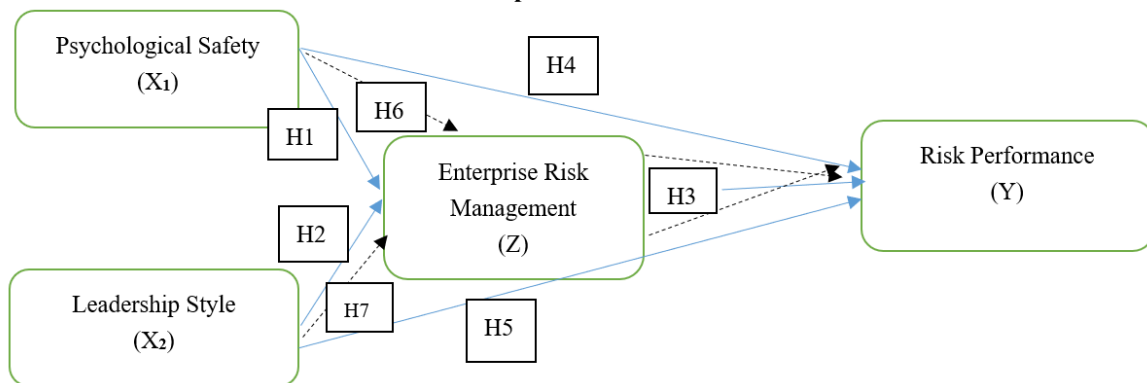 Psychological Safety
(X₁)
H4
H6
H1
Enterprise Risk
Management
(Z)
Risk Performance
(Y)
H3
H2
Leadership Style
(X₂)
H7
H5